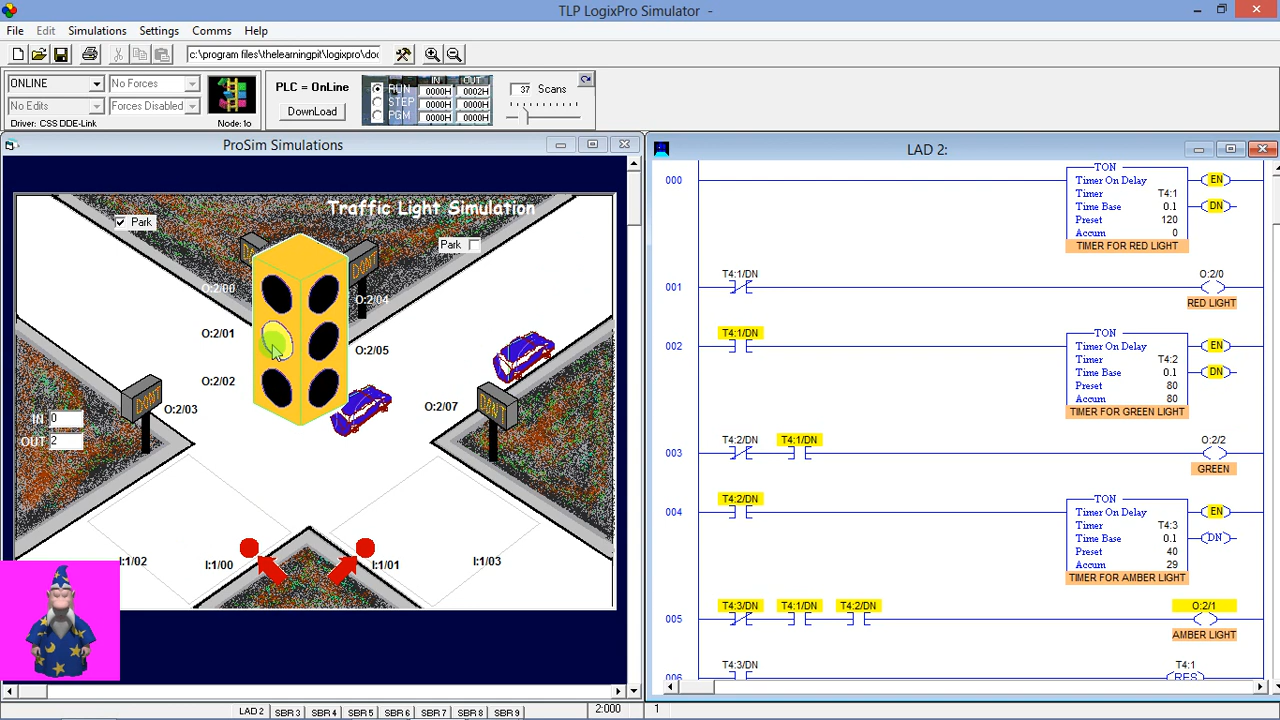 TLP LogixPro Simulator -
File Edit Simulations Settings Comms Help
c:\program files\thelearningpit\logixpro\doc
ONLINE No Forces
No Edits Forces Disabled
Driver: CSS DDE-Link Node:1o
PLC = OnLine
DownLoad
RUN
STEP
PGM
IN OUT
0000H 0002H
0000H 0000H
0000H 0000H
37 Scans
ProSim Simulations
Traffic Light Simulation
Park
Park
DONT
DONT
O:2/00
O:2/04
O:2/01
O:2/05
O:2/02
O:2/03
O:2/07
DONT
DONT
IN 0
OUT 2
I:1/02
I:1/00
I:1/01
I:1/03
LAD 2:
000
TON
Timer On Delay
Timer T4:1
Time Base 0.1
Preset 120
Accum 0
EN
DN
TIMER FOR RED LIGHT
001
T4:1/DN
O:2/0
RED LIGHT
002
T4:1/DN
TON
Timer On Delay
Timer T4:2
Time Base 0.1
Preset 80
Accum 80
EN
DN
TIMER FOR GREEN LIGHT
003
T4:2/DN T4:1/DN
O:2/2
GREEN
004
T4:2/DN
TON
Timer On Delay
Timer T4:3
Time Base 0.1
Preset 40
Accum 29
EN
DN
TIMER FOR AMBER LIGHT
005
T4:3/DN T4:1/DN T4:2/DN
O:2/1
AMBER LIGHT
006
T4:3/DN
T4:1
RES
LAD 2 SBR 3 SBR 4 SBR 5 SBR 6 SBR 7 SBR 8 SBR 9
2:000 1